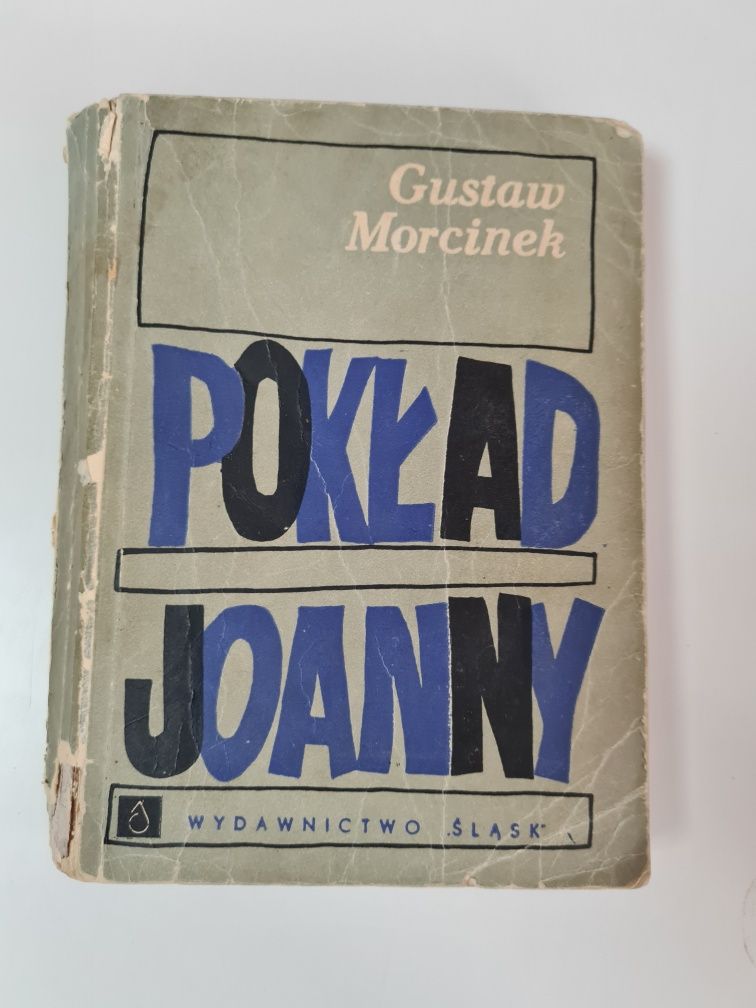 Gustaw
Morcinek
POKŁAD
JOANNY
WYDAWNICTWO „ŚLĄSK"